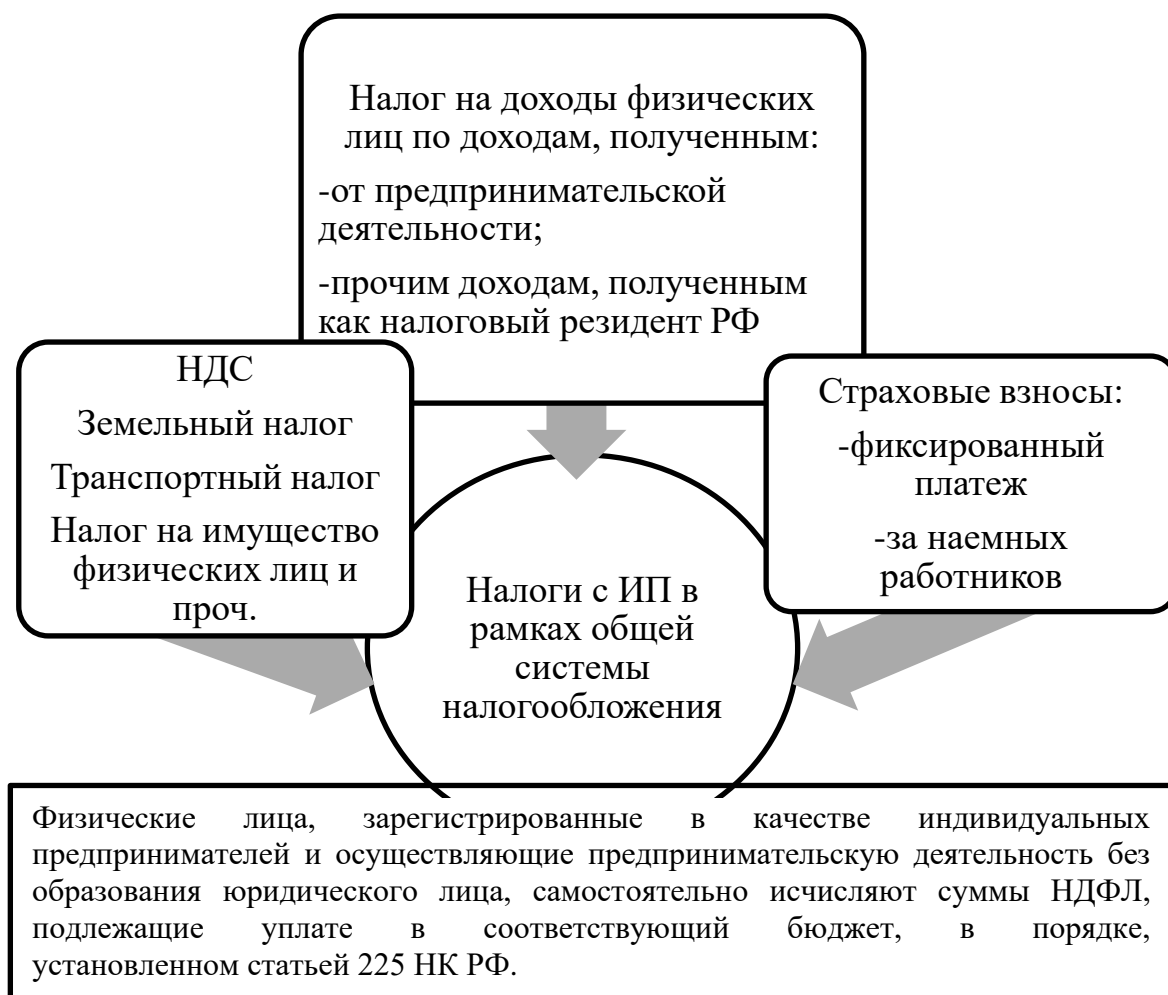 Налог на доходы физических
лиц по доходам, полученным:
-от предпринимательской
деятельности;
-прочим доходам, полученным
как налоговый резидент РФ
НДС
Земельный налог
Транспортный налог
Налог на имущество
физических лиц и
проч.
Страховые взносы:
-фиксированный
платеж
-за наемных
работников
Налоги с ИП в
рамках общей
системы
налогообложения
Физические лица, зарегистрированные в качестве индивидуальных
предпринимателей и осуществляющие предпринимательскую деятельность без
образования юридического лица, самостоятельно исчисляют суммы НДФЛ,
подлежащие уплате в соответствующий бюджет, в порядке,
установленном статьей 225 НК РФ.